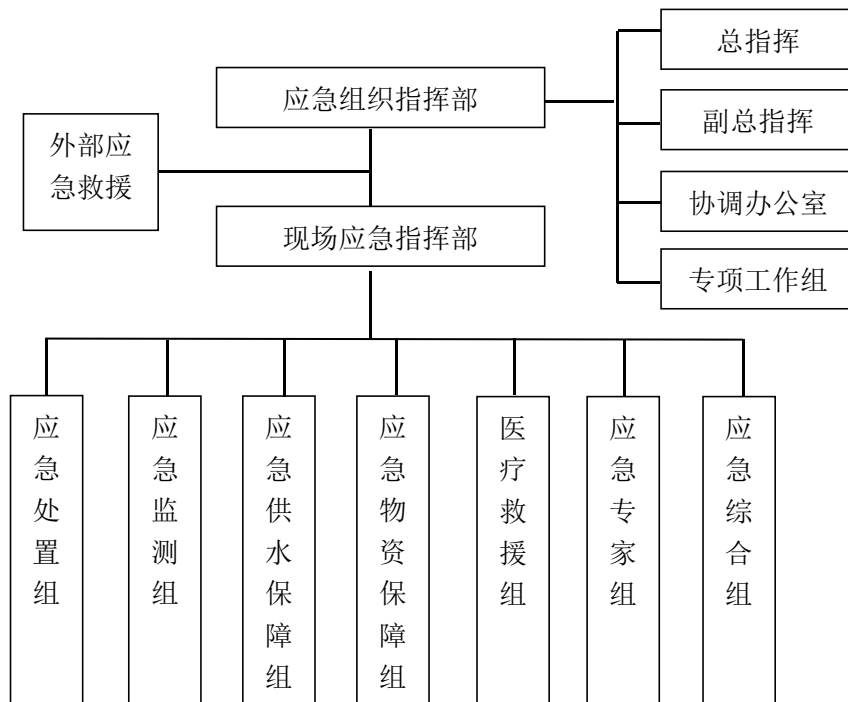 总指挥
应急组织指挥部
副总指挥
外部应
急救援
协调办公室
现场应急指挥部
专项工作组
应急处置组
应急监测组
应急供水保障组
应急物资保障组
医疗救援组
应急专家组
应急综合组